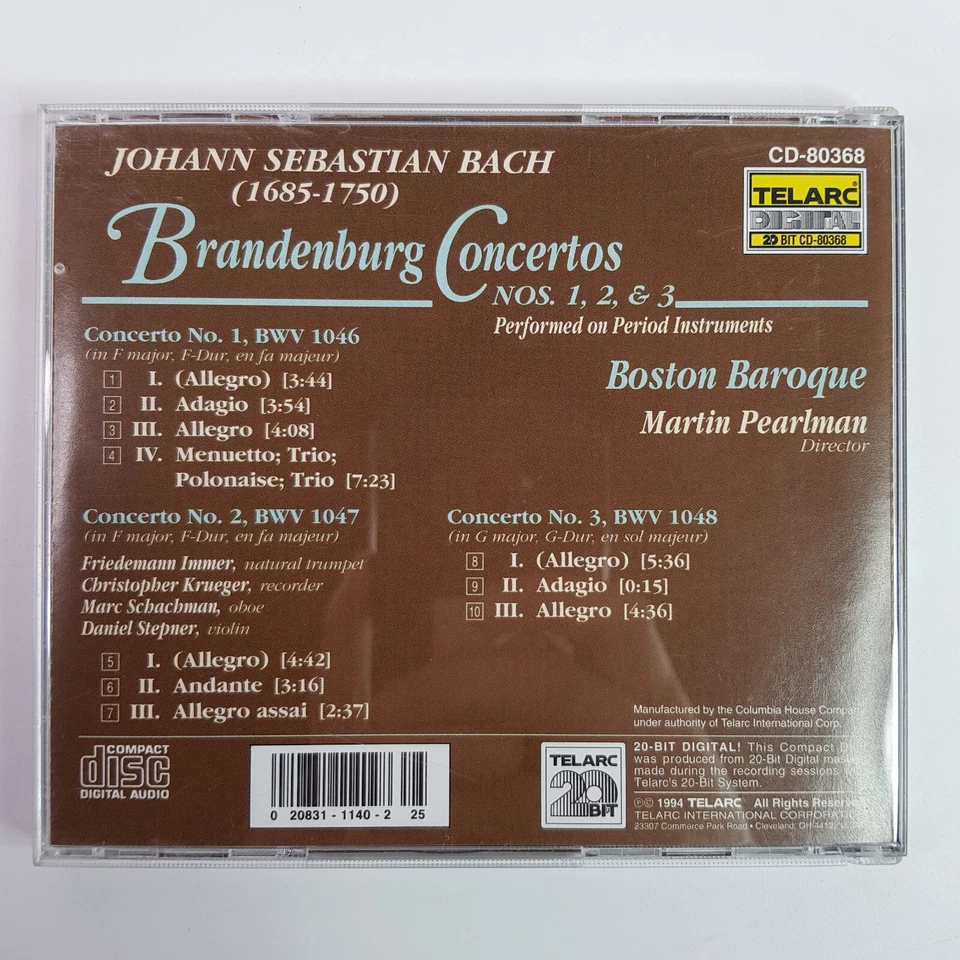 JOHANN SEBASTIAN BACH
(1685-1750)
CD-80368
TELARC
DIGITAL
20 BIT CD-80368
Brandenburg Concertos
NOS. 1, 2, & 3
Performed on Period Instruments
Boston Baroque
Martin Pearlman
Director
Concerto No. 1, BWV 1046
(in F major, F-Dur, en fa majeur)
1 I. (Allegro) [3:44]
2 II. Adagio [3:54]
3 III. Allegro [4:08]
4 IV. Menuetto; Trio;
Polonaise; Trio [7:23]
Concerto No. 2, BWV 1047
(in F major, F-Dur, en fa majeur)
Friedemann Immer, natural trumpet
Christopher Krueger, recorder
Marc Schachman, oboe
Daniel Stepner, violin
5 I. (Allegro) [4:42]
6 II. Andante [3:16]
7 III. Allegro assai [2:37]
Concerto No. 3, BWV 1048
(in G major, G-Dur, en sol majeur)
8 I. (Allegro) [5:36]
9 II. Adagio [0:15]
10 III. Allegro [4:36]
Manufactured by the Columbia House Company
under authority of Telarc International Corp.
COMPACT
disc
DIGITAL AUDIO
0 20831-1140-2 25
TELARC
20
BIT
20-BIT DIGITAL! This Compact
was produced from 20-Bit Digital
made during the recording sessions
Telarc's 20-Bit System.
℗© 1994 TELARC All Rights Reserved
TELARC INTERNATIONAL CORPORATION
23307 Commerce Park Road • Cleveland, OH